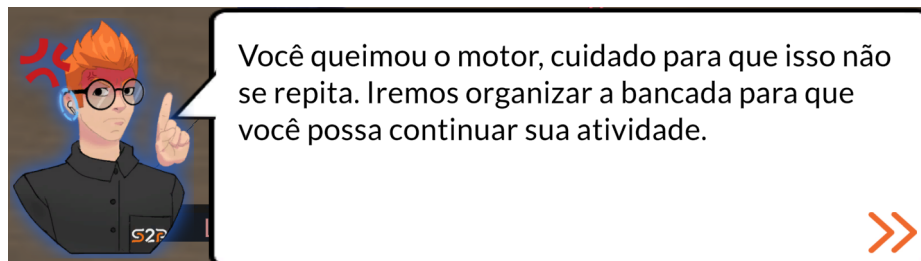 Você queimou o motor, cuidado para que isso não
se repita. Iremos organizar a bancada para que
você possa continuar sua atividade.
S2P